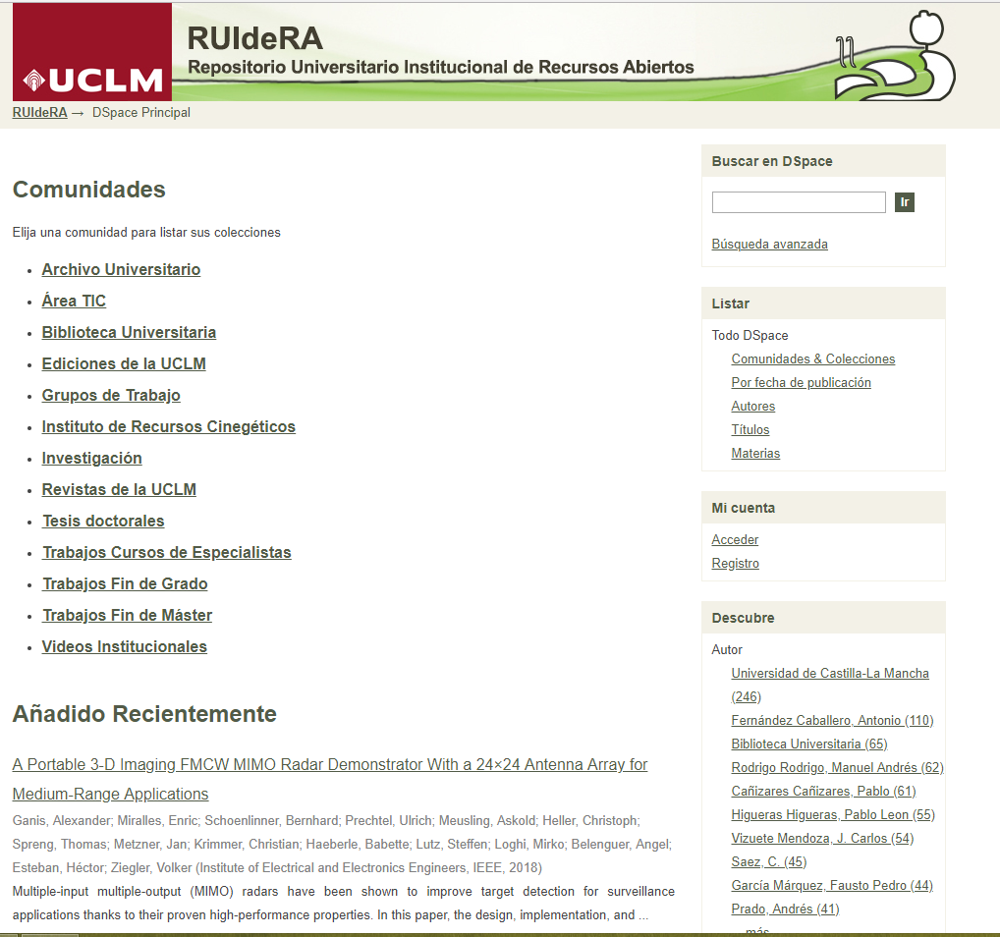 UCLM
RUIdeRA
Repositorio Universitario Institucional de Recursos Abiertos
RUIdeRA → DSpace Principal
Comunidades
Elija una comunidad para listar sus colecciones
• Archivo Universitario
• Área TIC
• Biblioteca Universitaria
• Ediciones de la UCLM
• Grupos de Trabajo
• Instituto de Recursos Cinegéticos
• Investigación
• Revistas de la UCLM
• Tesis doctorales
• Trabajos Cursos de Especialistas
• Trabajos Fin de Grado
• Trabajos Fin de Máster
• Videos Institucionales
Añadido Recientemente
A Portable 3-D Imaging FMCW MIMO Radar Demonstrator With a 24×24 Antenna Array for
Medium-Range Applications
Ganis, Alexander; Miralles, Enric; Schoenlinner, Bernhard; Prechtel, Ulrich; Meusling, Askold; Heller, Christoph;
Spreng, Thomas; Metzner, Jan; Krimmer, Christian; Haeberle, Babette; Lutz, Steffen; Loghi, Mirko; Belenguer, Angel;
Esteban, Héctor; Ziegler, Volker (Institute of Electrical and Electronics Engineers, IEEE, 2018)
Multiple-input multiple-output (MIMO) radars have been shown to improve target detection for surveillance
applications thanks to their proven high-performance properties. In this paper, the design, implementation, and ...
Buscar en DSpace
Ir
Búsqueda avanzada
Listar
Todo DSpace
Comunidades & Colecciones
Por fecha de publicación
Autores
Títulos
Materias
Mi cuenta
Acceder
Registro
Descubre
Autor
Universidad de Castilla-La Mancha
(246)
Fernández Caballero, Antonio (110)
Biblioteca Universitaria (65)
Rodrigo Rodrigo, Manuel Andrés (62)
Cañizares Cañizares, Pablo (61)
Higueras Higueras, Pablo Leon (55)
Vizuete Mendoza, J. Carlos (54)
Saez, C. (45)
García Márquez, Fausto Pedro (44)
Prado, Andrés (41)
... más